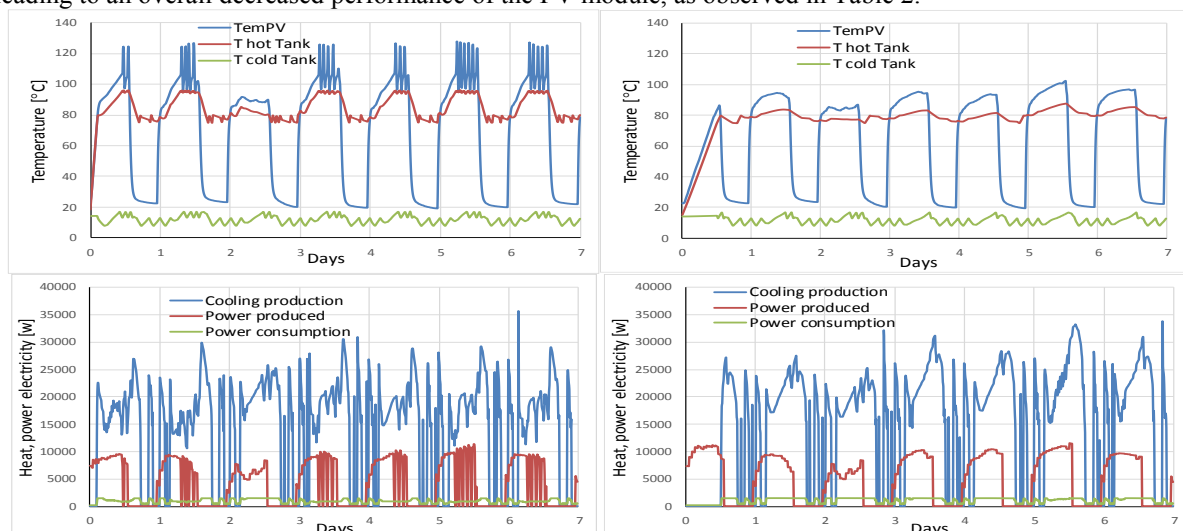 leading to an overall decreased performance of the PV module, as observed in Table 2.
140
120
100
80
60
40
20
0
Temperature [°C]
TemPV
T hot Tank
T cold Tank
0 1 2 3 4 5 6 7
Days
140
120
100
80
60
40
20
0
Temperature [°C]
TemPV
T hot Tank
T cold Tank
0 1 2 3 4 5 6 7
Days
40000
35000
30000
25000
20000
15000
10000
5000
0
Heat, power electricity [w]
Cooling production
Power produced
Power consumption
0 1 2 3 4 5 6 7
Days
40000
35000
30000
25000
20000
15000
10000
5000
0
Heat, power electricity [w]
Cooling production
Power produced
Power consumption
0 1 2 3 4 5 6 7
Days